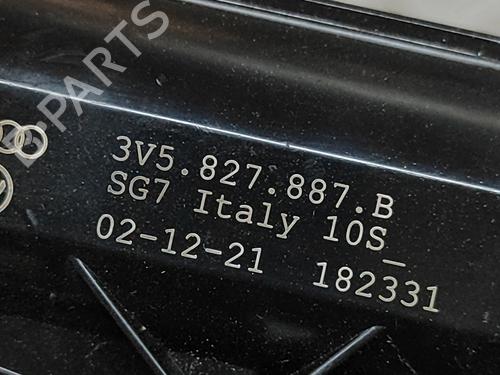 B-PARTS
3V5.827.887.B
SG7 Italy 10S_
02-12-21 182331